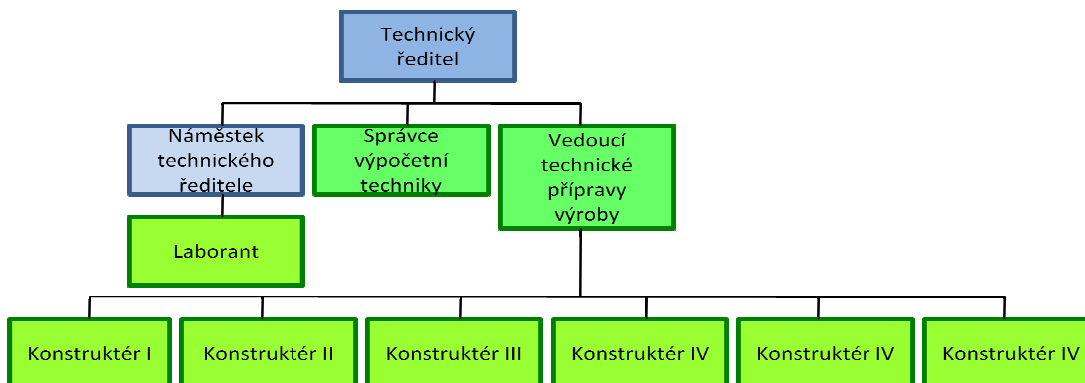 Technický
ředitel
Náměstek
technického
ředitele
Správce
výpočetní
techniky
Vedoucí
technické
přípravy
výroby
Laborant
Konstruktér I
Konstruktér II
Konstruktér III
Konstruktér IV
Konstruktér IV
Konstruktér IV